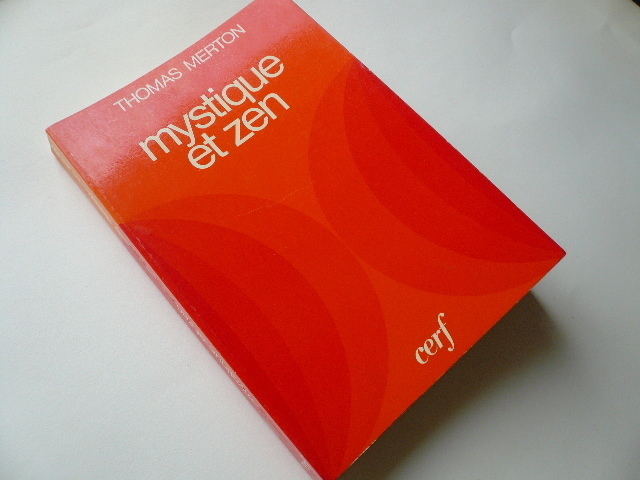 THOMAS MERTON
mystique
et zen
cerf